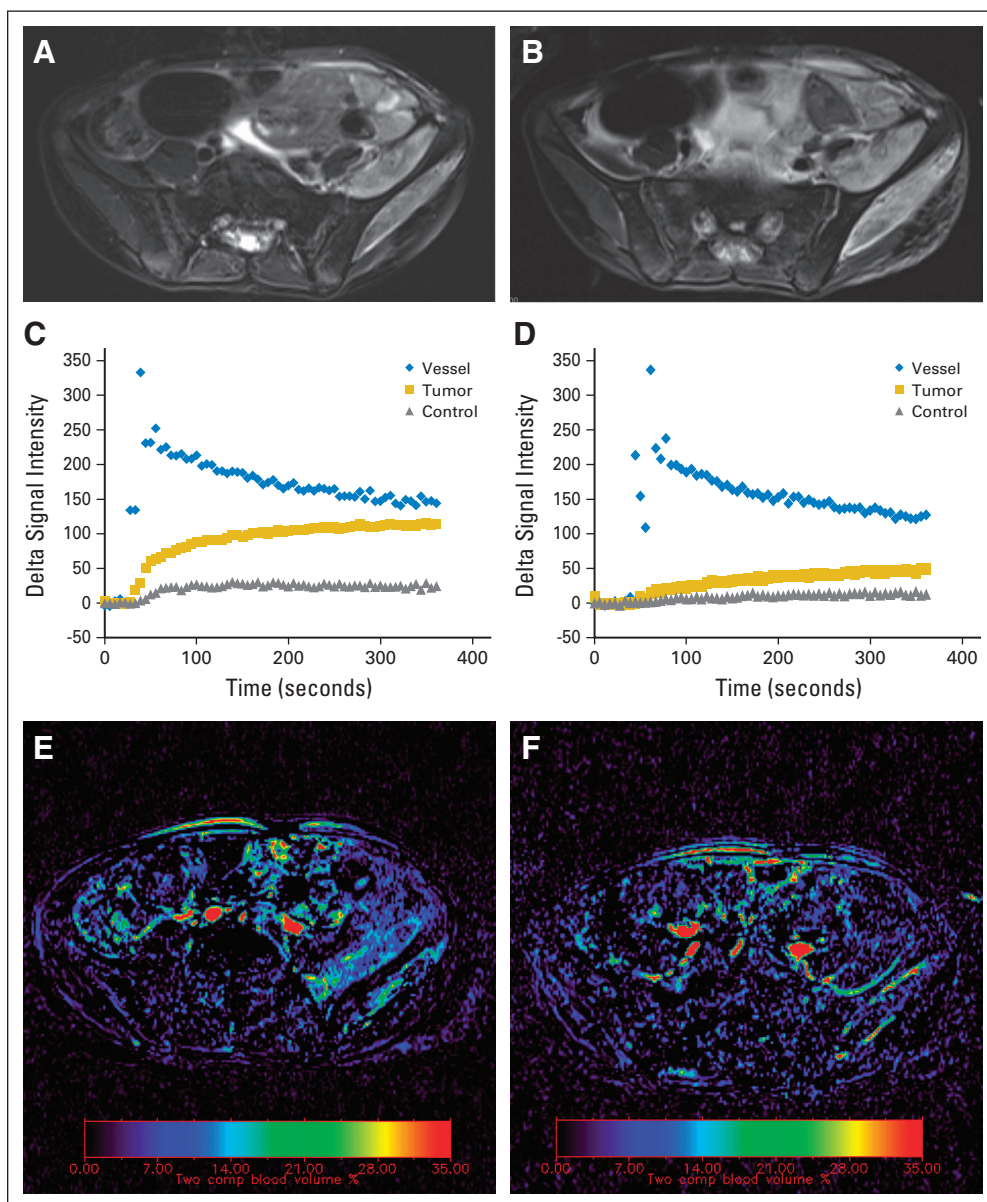 A
B
C
350
300
250
200
150
100
50
0
-50
Delta Signal Intensity
0
100
200
300
400
Time (seconds)
Vessel
Tumor
Control
D
350
300
250
200
150
100
50
0
-50
Delta Signal Intensity
0
100
200
300
400
Time (seconds)
Vessel
Tumor
Control
E
0.00 7.00 14.00 21.00 28.00 35.00
Two comp blood volume %
F
0.00 7.00 14.00 21.00 28.00 35.00
Two comp blood volume %